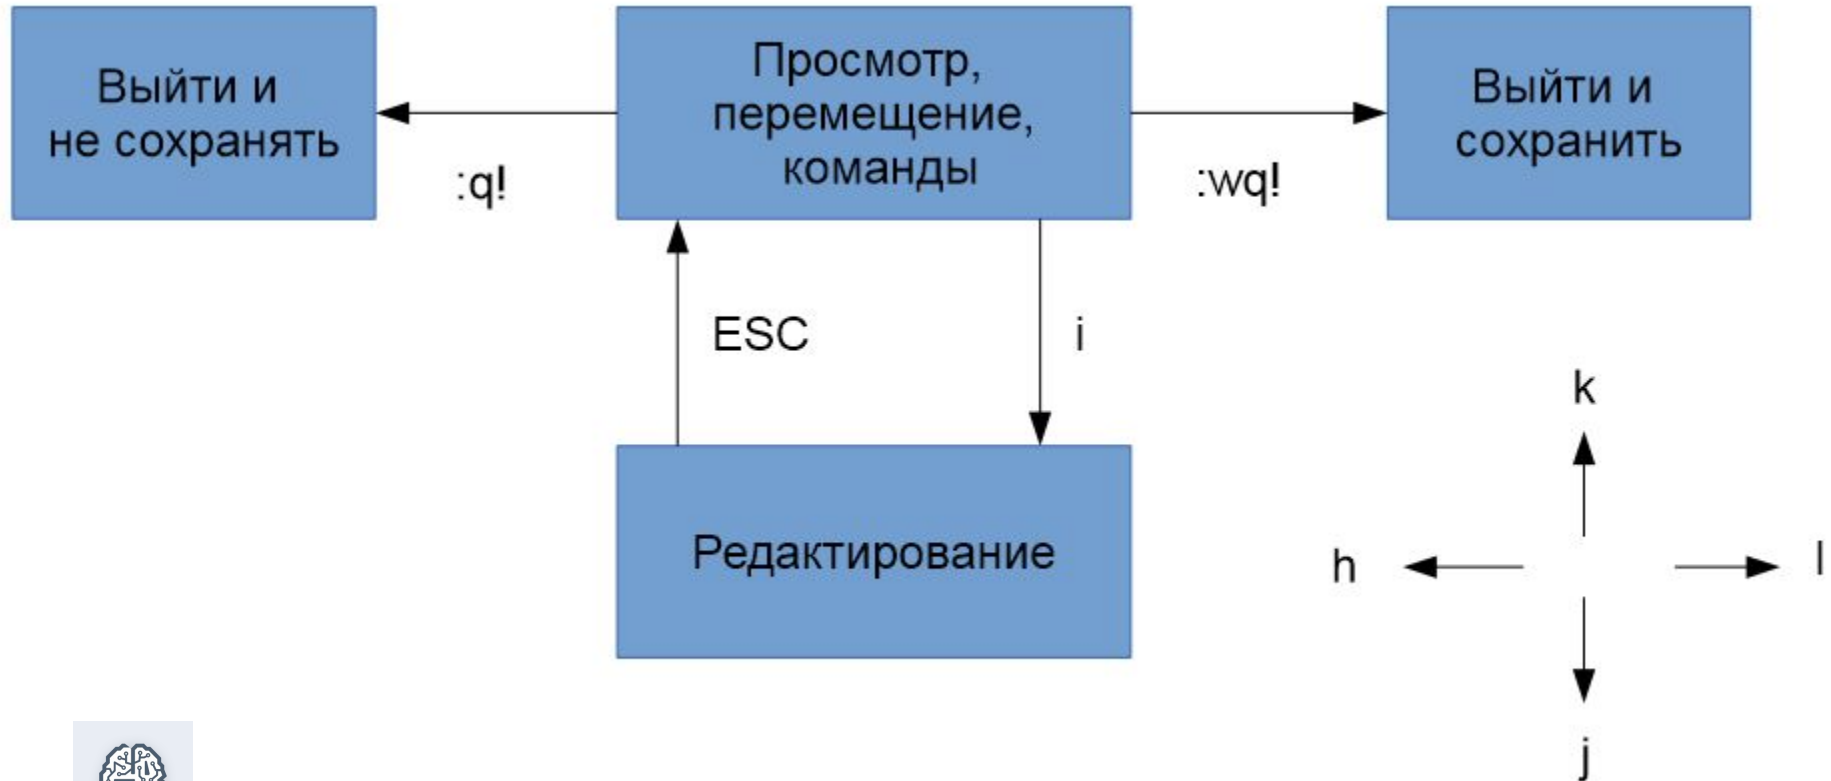 Выйти и
не сохранять
Просмотр,
перемещение,
команды
Выйти и
сохранить
:q!
:wq!
ESC
i
Редактирование
k
h
l
j